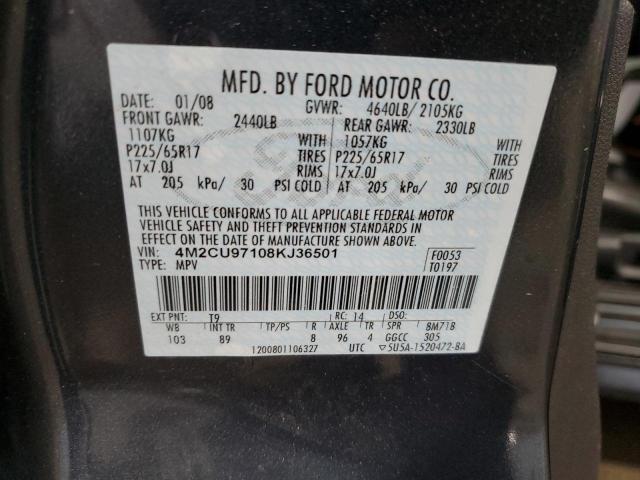 MFD. BY FORD MOTOR CO.
DATE: 01/08 GVWR: 4640LB/ 2105KG
FRONT GAWR: 2440LB REAR GAWR: 2330LB
1107KG WITH 1057KG WITH
P225/65R17 TIRES P225/65R17 TIRES
17x7.0J RIMS 17x7.0J RIMS
AT 205 kPa/ 30 PSI COLD AT 205 kPa/ 30 PSI COLD
THIS VEHICLE CONFORMS TO ALL APPLICABLE FEDERAL MOTOR
VEHICLE SAFETY AND THEFT PREVENTION STANDARDS IN
EFFECT ON THE DATE OF MANUFACTURE SHOWN ABOVE.
VIN: 4M2CU97108KJ36501 F0053
TYPE: MPV T0197
EXT PNT: T9 RC: 14 DSO:
WB INT TR TP/PS R AXLE TR SPR BM71B
103 89 8 96 4 GGCC 305
1200801106327 UTC ▽5U5A-1520472-BA
Ford